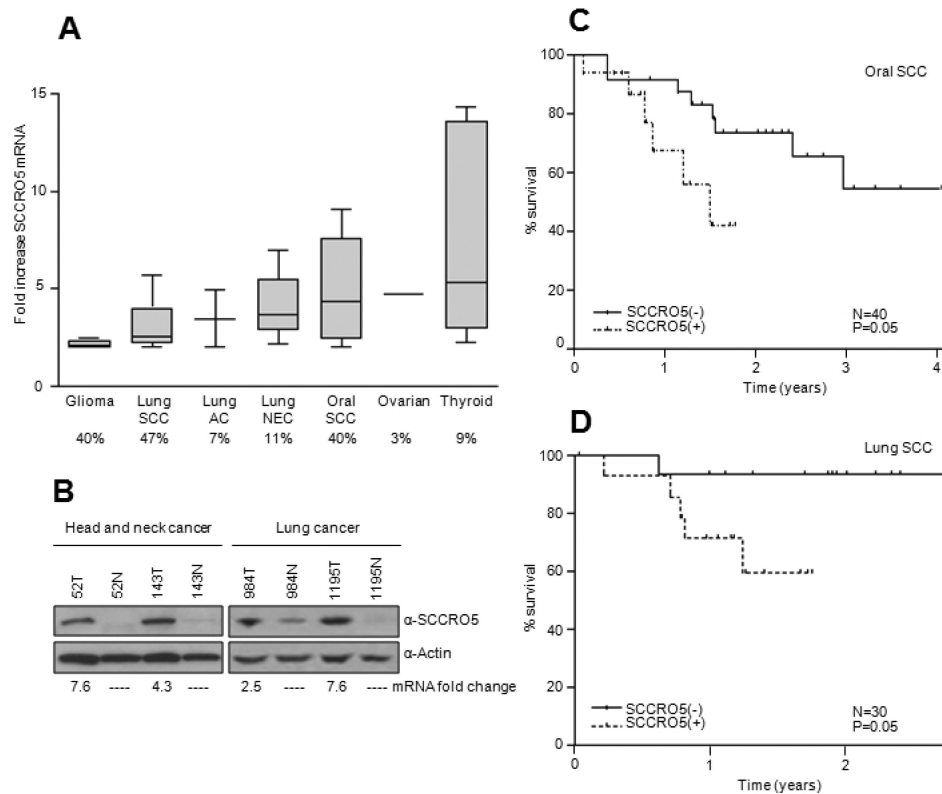 A
Fold increase SCCRO5 mRNA
15
10
5
0
Glioma Lung SCC Lung AC Lung NEC Oral SCC Ovarian Thyroid
40% 47% 7% 11% 40% 3% 9%
B
Head and neck cancer Lung cancer
52T 52N 143T 143N 984T 984N 1195T 1195N
α-SCCRO5
α-Actin
7.6 ---- 4.3 ---- 2.5 ---- 7.6 ---- mRNA fold change
C
Oral SCC
% survival
100
80
60
40
20
0
SCCRO5(-)
SCCRO5(+)
N=40
P=0.05
0 1 2 3 4
Time (years)
D
Lung SCC
% survival
100
80
60
40
20
0
SCCRO5(-)
SCCRO5(+)
N=30
P=0.05
1 2
Time (years)